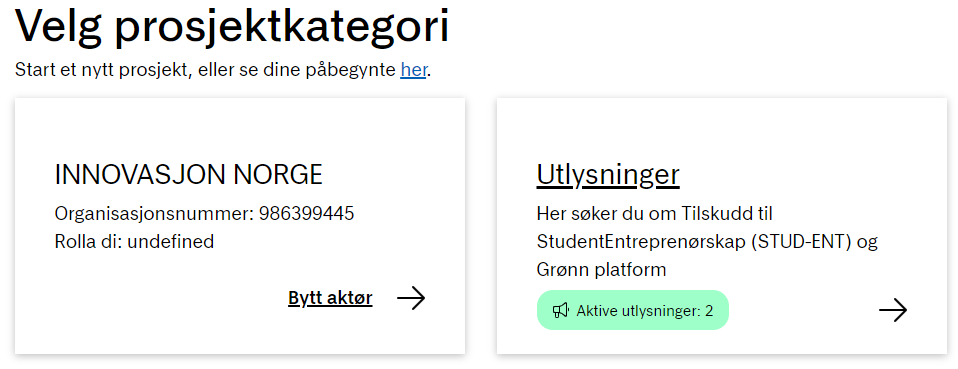 Velg prosjektkategori
Start et nytt prosjekt, eller se dine påbegynte her.
INNOVASJON NORGE
Organisasjonsnummer: 986399445
Rolla di: undefined
Bytt aktør
Utlysninger
Her søker du om Tilskudd til
StudentEntreprenørskap (STUD-ENT) og
Grønn platform
Aktive utlysninger: 2